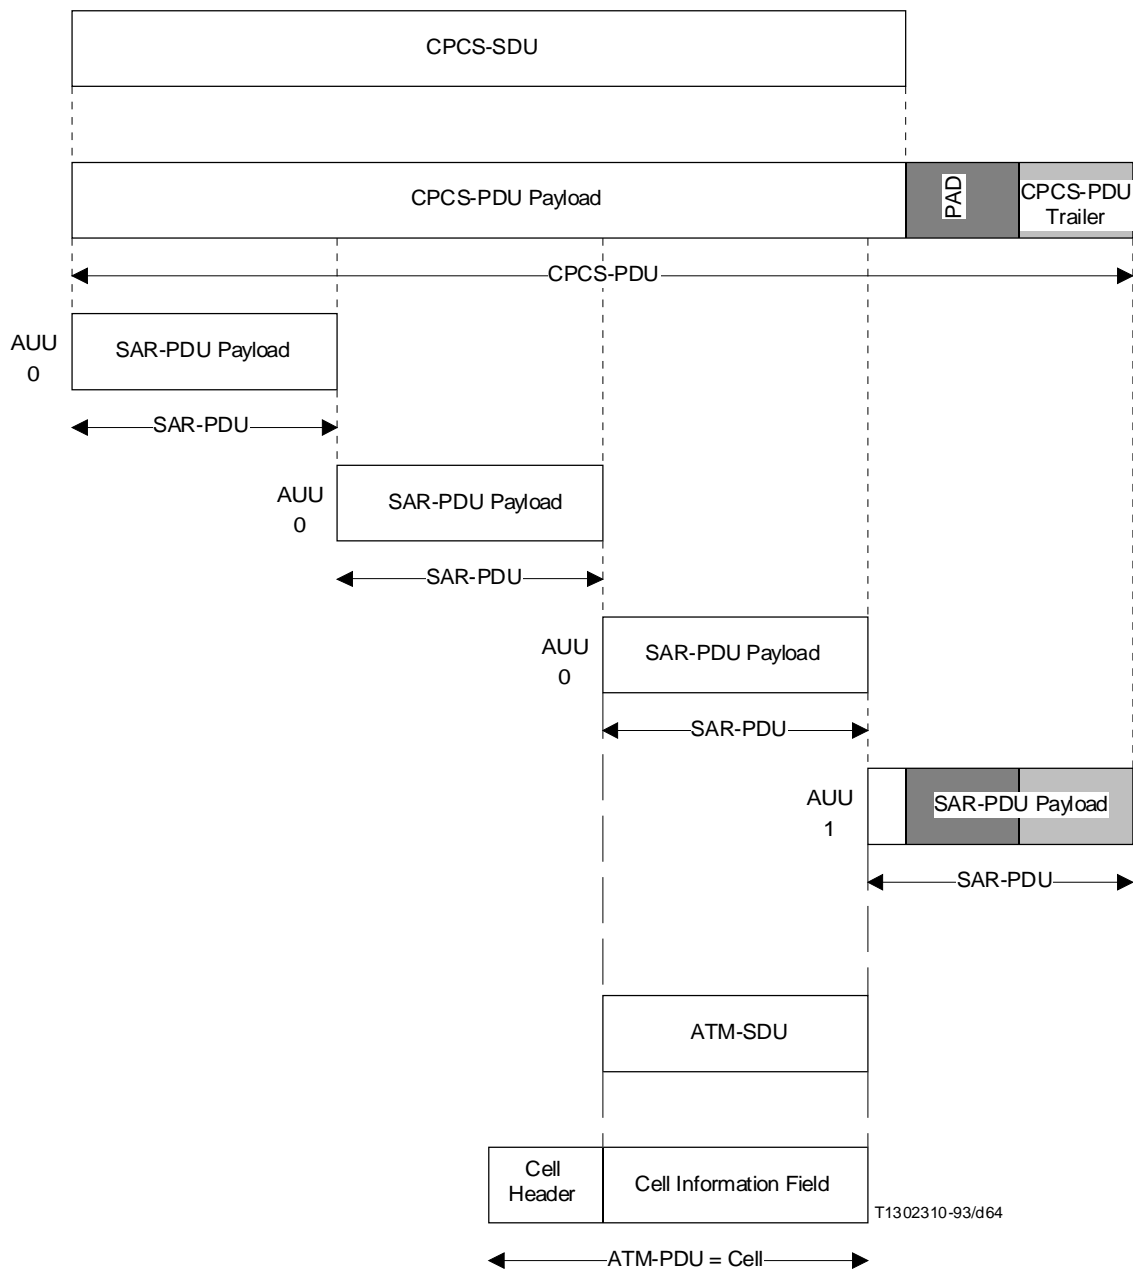 CPCS-SDU
CPCS-PDU Payload
PAD
CPCS-PDU
Trailer
CPCS-PDU
AUU
0
SAR-PDU Payload
SAR-PDU
AUU
0
SAR-PDU Payload
SAR-PDU
AUU
0
SAR-PDU Payload
SAR-PDU
AUU
1
SAR-PDU Payload
SAR-PDU
ATM-SDU
Cell
Header
Cell Information Field
T1302310-93/d64
ATM-PDU = Cell